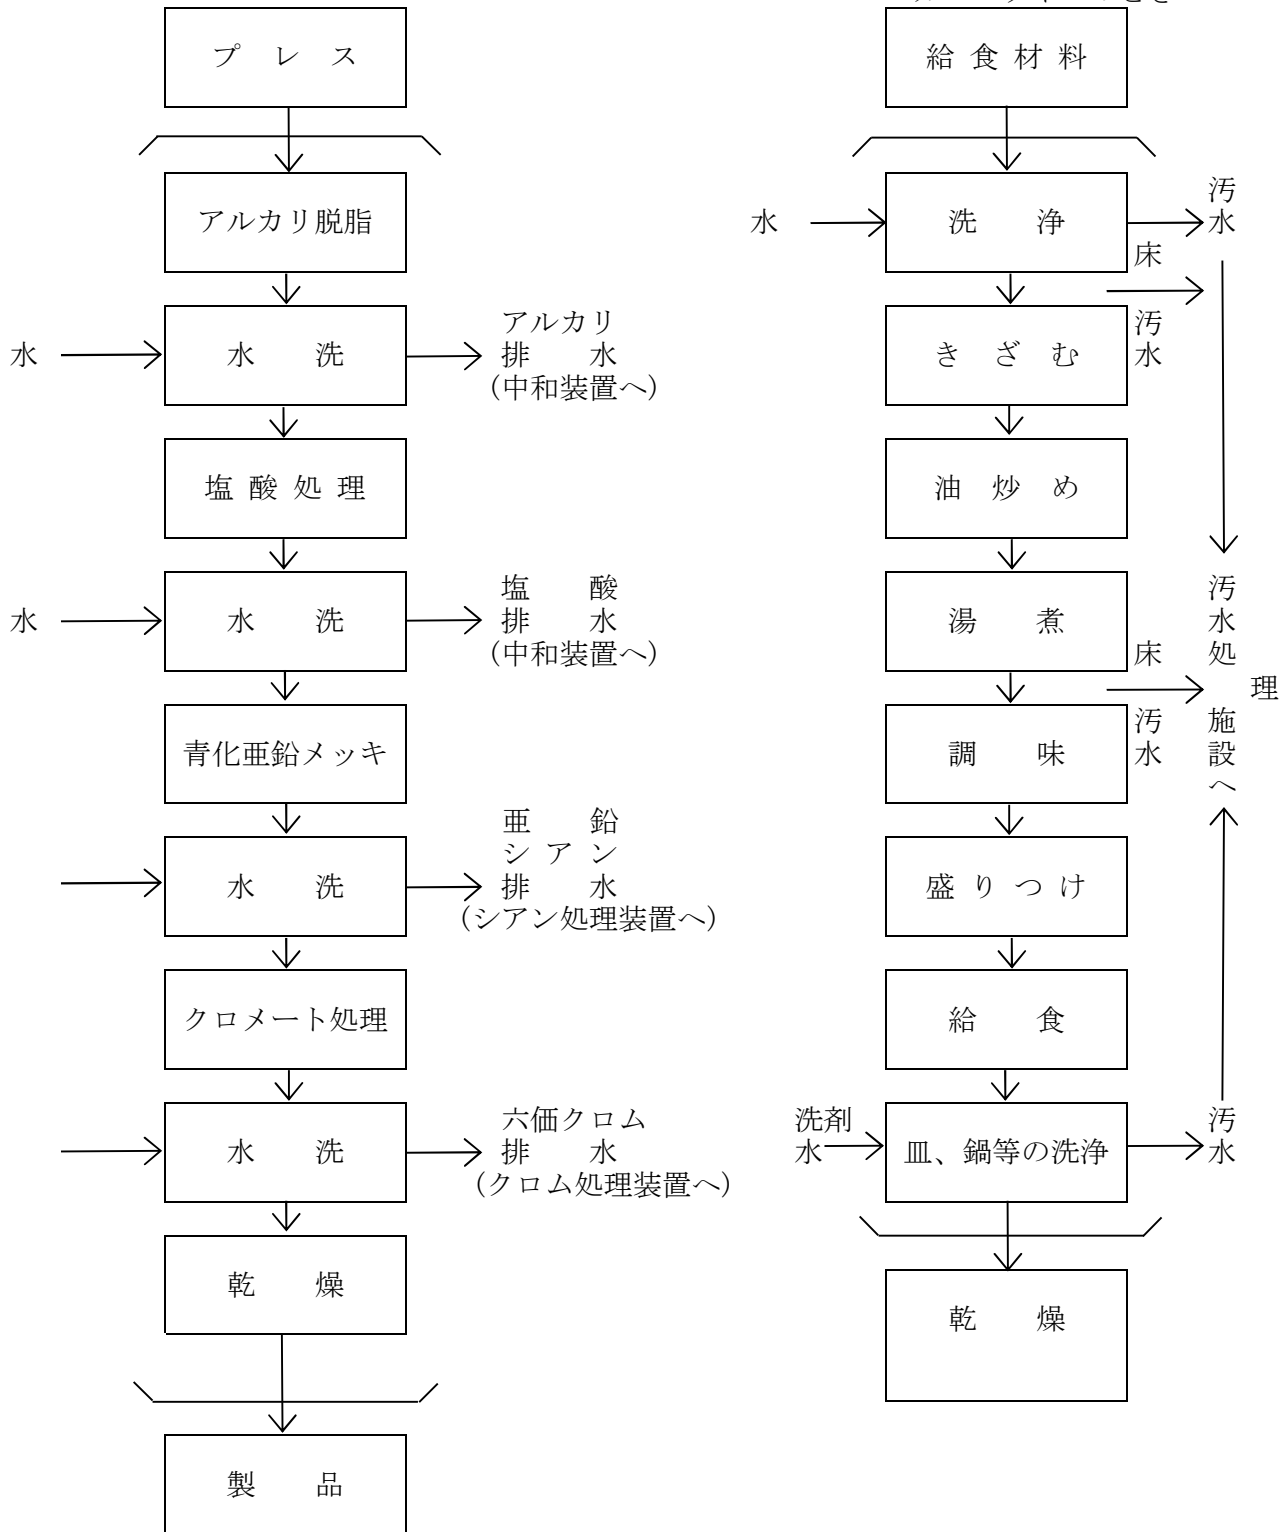 プレス
アルカリ脱脂
水
水洗
アルカリ
排水
(中和装置へ)
塩酸処理
水
水洗
塩酸
排水
(中和装置へ)
青化亜鉛メッキ
水洗
亜鉛
シアン
排水
(シアン処理装置へ)
クロメート処理
水洗
六価クロム
排水
(クロム処理装置へ)
乾燥
製品
給食材料
水
洗浄
汚水
床汚水
きざむ
油炒め
湯煮
床汚水
汚水処理施設へ
調味
盛りつけ
給食
洗剤
水
皿、鍋等の洗浄
汚水
乾燥